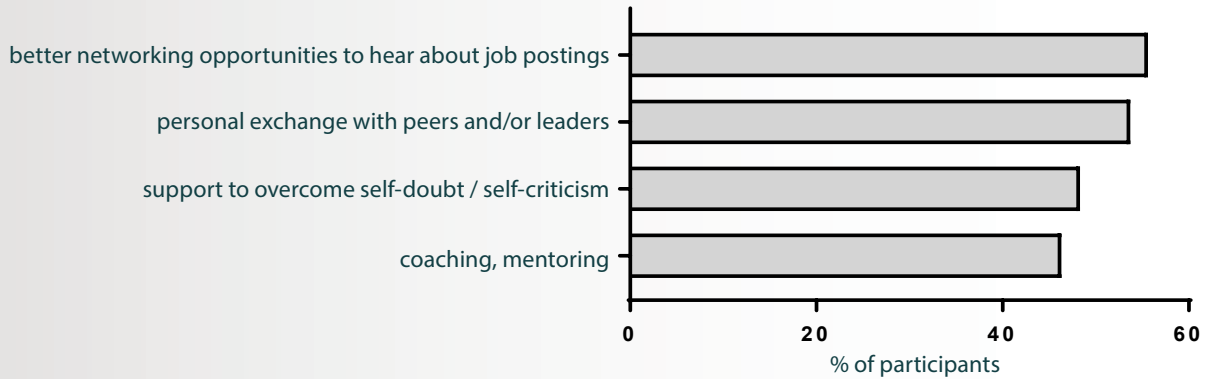 better networking opportunities to hear about job postings
personal exchange with peers and/or leaders
support to overcome self-doubt / self-criticism
coaching, mentoring
0 20 40 60
% of participants